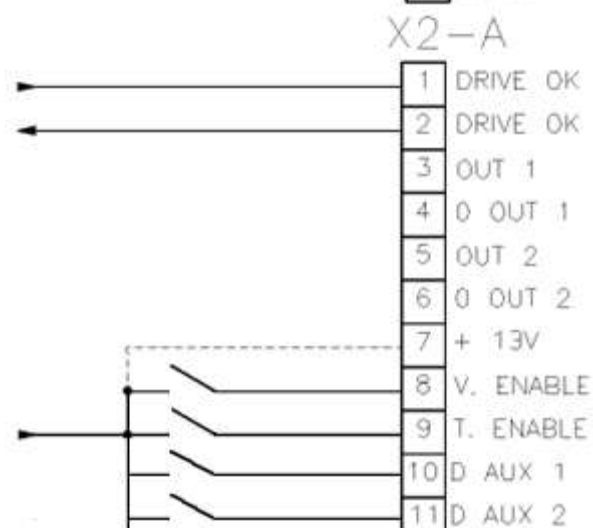 X2-A
1 DRIVE OK
2 DRIVE OK
3 OUT 1
4 0 OUT 1
5 OUT 2
6 0 OUT 2
7 + 13V
8 V. ENABLE
9 T. ENABLE
10 D AUX 1
11 D AUX 2